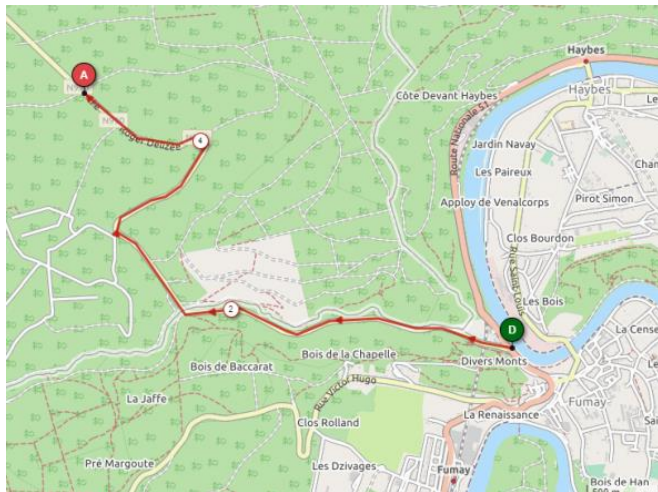 Haybes
A
Haybes
Côte Devant Haybes
Route Nationale 51
Jardin Navay
Roger Deuzée
4
Les Paireux
Pirot Simon
Apploy de Venalcorps
Clos Bourdon
Rue Saint-Louis
Les Bois
2
D
La Cense
Bois de la Chapelle
Divers Monts
Bois de Baccarat
Rue Victor Hugo
Fumay
La Jaffe
La Renaissance
Clos Rolland
Pré Margoute
Les Dzivages
Fumay
Bois de Han